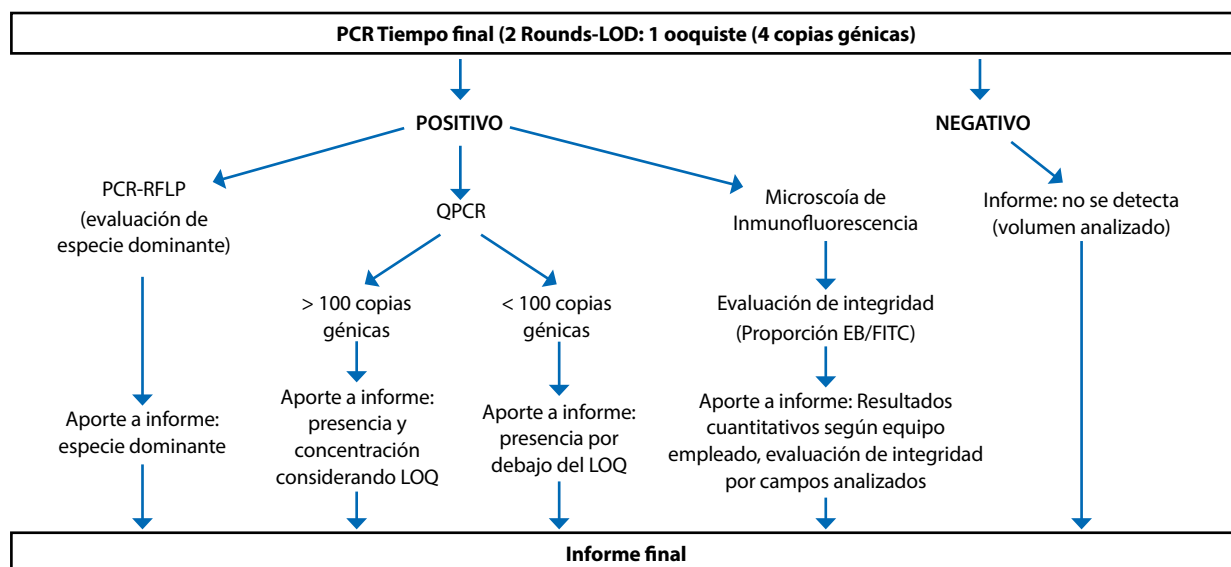 PCR Tiempo final (2 Rounds-LOD: 1 ooquiste (4 copias génicas)
POSITIVO
NEGATIVO
PCR-RFLP
(evaluación de
especie dominante)
QPCR
Microscoía de
Inmunofluorescencia
Informe: no se detecta
(volumen analizado)
> 100 copias
génicas
< 100 copias
génicas
Evaluación de integridad
(Proporción EB/FITC)
Aporte a informe:
especie dominante
Aporte a informe:
presencia y
concentración
considerando LOQ
Aporte a informe:
presencia por
debajo del LOQ
Aporte a informe: Resultados
cuantitativos según equipo
empleado, evaluación de integridad
por campos analizados
Informe final